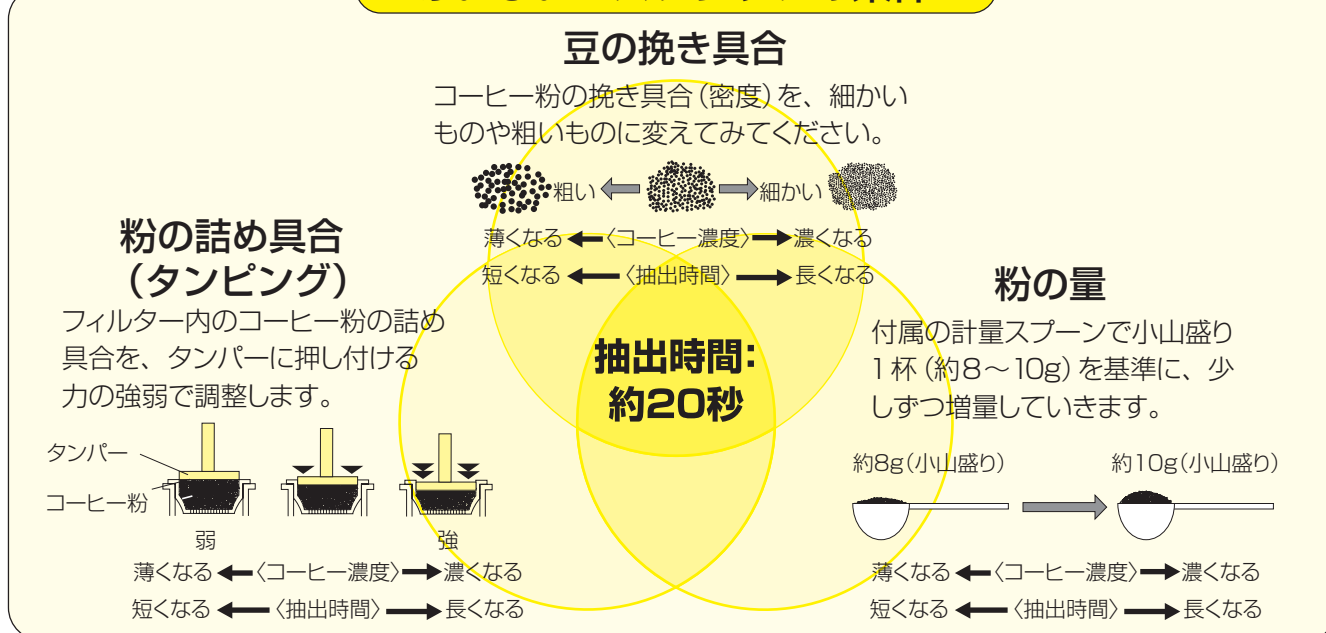 豆の挽き具合
コーヒー粉の挽き具合(密度)を、細かい
ものや粗いものに変えてみてください。
粗い 細かい
薄くなる 〈コーヒー濃度〉 濃くなる
短くなる 〈抽出時間〉 長くなる
粉の詰め具合
(タンピング)
フィルター内のコーヒー粉の詰め
具合を、タンパーに押し付ける
力の強弱で調整します。
タンパー
コーヒー粉
弱 強
薄くなる 〈コーヒー濃度〉 濃くなる
短くなる 〈抽出時間〉 長くなる
抽出時間:
約20秒
粉の量
付属の計量スプーンで小山盛り
1杯(約8〜10g)を基準に、少
しずつ増量していきます。
約8g(小山盛り) 約10g(小山盛り)
薄くなる 〈コーヒー濃度〉 濃くなる
短くなる 〈抽出時間〉 長くなる